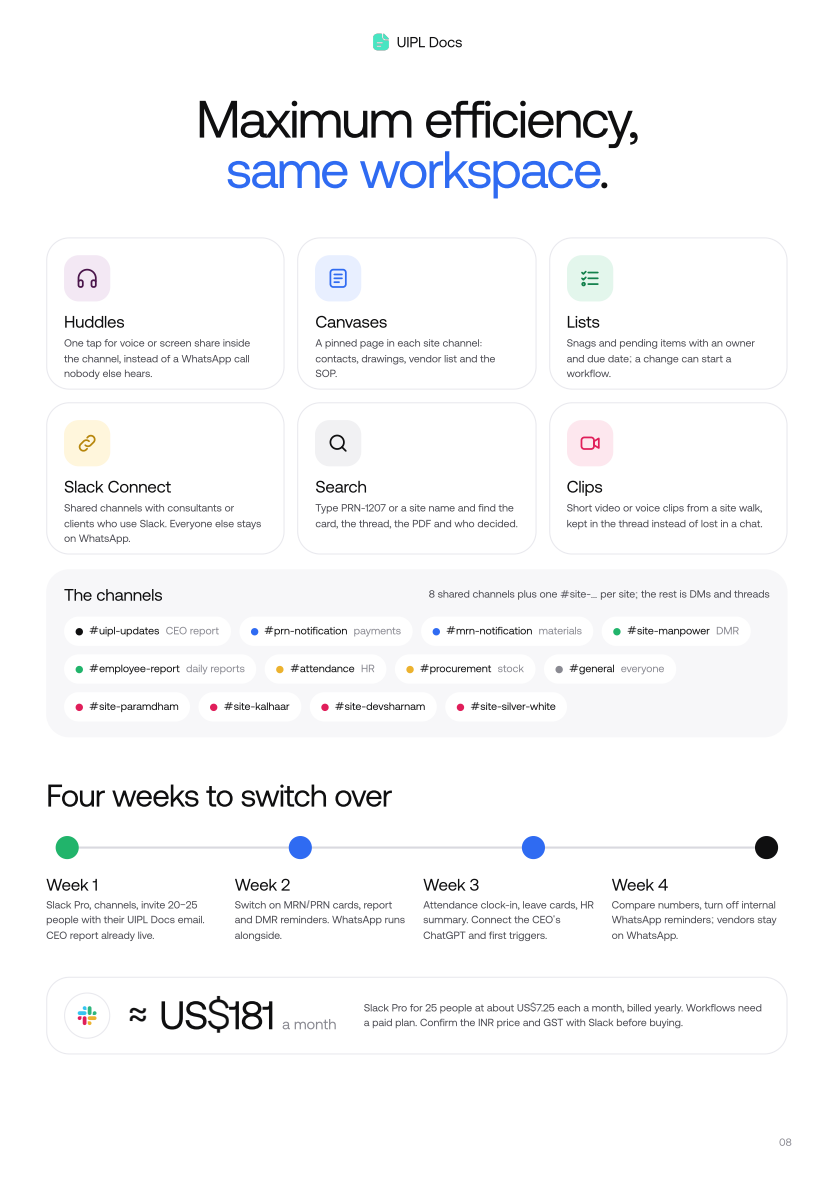 UIPL Docs
Maximum efficiency,
same workspace.
Huddles
One tap for voice or screen share inside
the channel, instead of a WhatsApp call
nobody else hears.
Canvases
A pinned page in each site channel:
contacts, drawings, vendor list and the
SOP.
Lists
Snags and pending items with an owner
and due date; a change can start a
workflow.
Slack Connect
Shared channels with consultants or
clients who use Slack. Everyone else stays
on WhatsApp.
Search
Type PRN-1207 or a site name and find the
card, the thread, the PDF and who decided.
Clips
Short video or voice clips from a site walk,
kept in the thread instead of lost in a chat.
The channels
8 shared channels plus one #site-… per site; the rest is DMs and threads
#uipl-updates CEO report
#prn-notification payments
#mrn-notification materials
#site-manpower DMR
#employee-report daily reports
#attendance HR
#procurement stock
#general everyone
#site-paramdham
#site-kalhaar
#site-devsharnam
#site-silver-white
Four weeks to switch over
Week 1
Slack Pro, channels, invite 20–25
people with their UIPL Docs email.
CEO report already live.
Week 2
Switch on MRN/PRN cards, report
and DMR reminders. WhatsApp runs
alongside.
Week 3
Attendance clock-in, leave cards, HR
summary. Connect the CEO's
ChatGPT and first triggers.
Week 4
Compare numbers, turn off internal
WhatsApp reminders; vendors stay
on WhatsApp.
≈ US$181 a month
Slack Pro for 25 people at about US$7.25 each a month, billed yearly. Workflows need
a paid plan. Confirm the INR price and GST with Slack before buying.
08